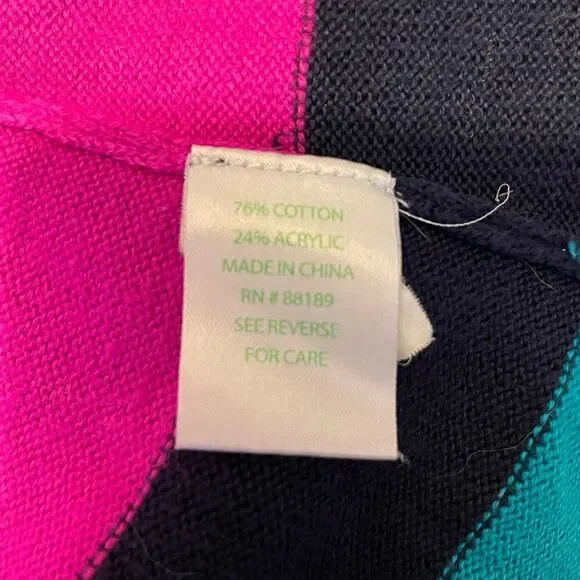 76% COTTON
24% ACRYLIC
MADE IN CHINA
RN # 88189
SEE REVERSE
FOR CARE